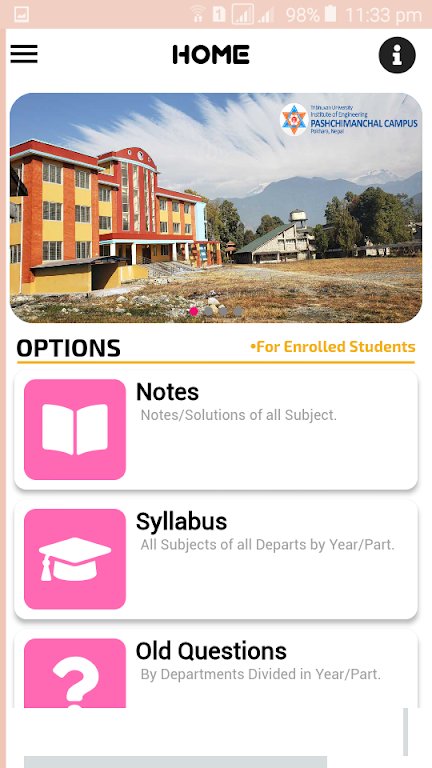 98% 11:33 pm
HOME
Tribhuvan University
Institute of Engineering
PASHCHIMANCHAL CAMPUS
Pokhara, Nepal
OPTIONS
•For Enrolled Students
Notes
Notes/Solutions of all Subject.
Syllabus
All Subjects of all Departs by Year/Part.
Old Questions
By Departments Divided in Year/Part.